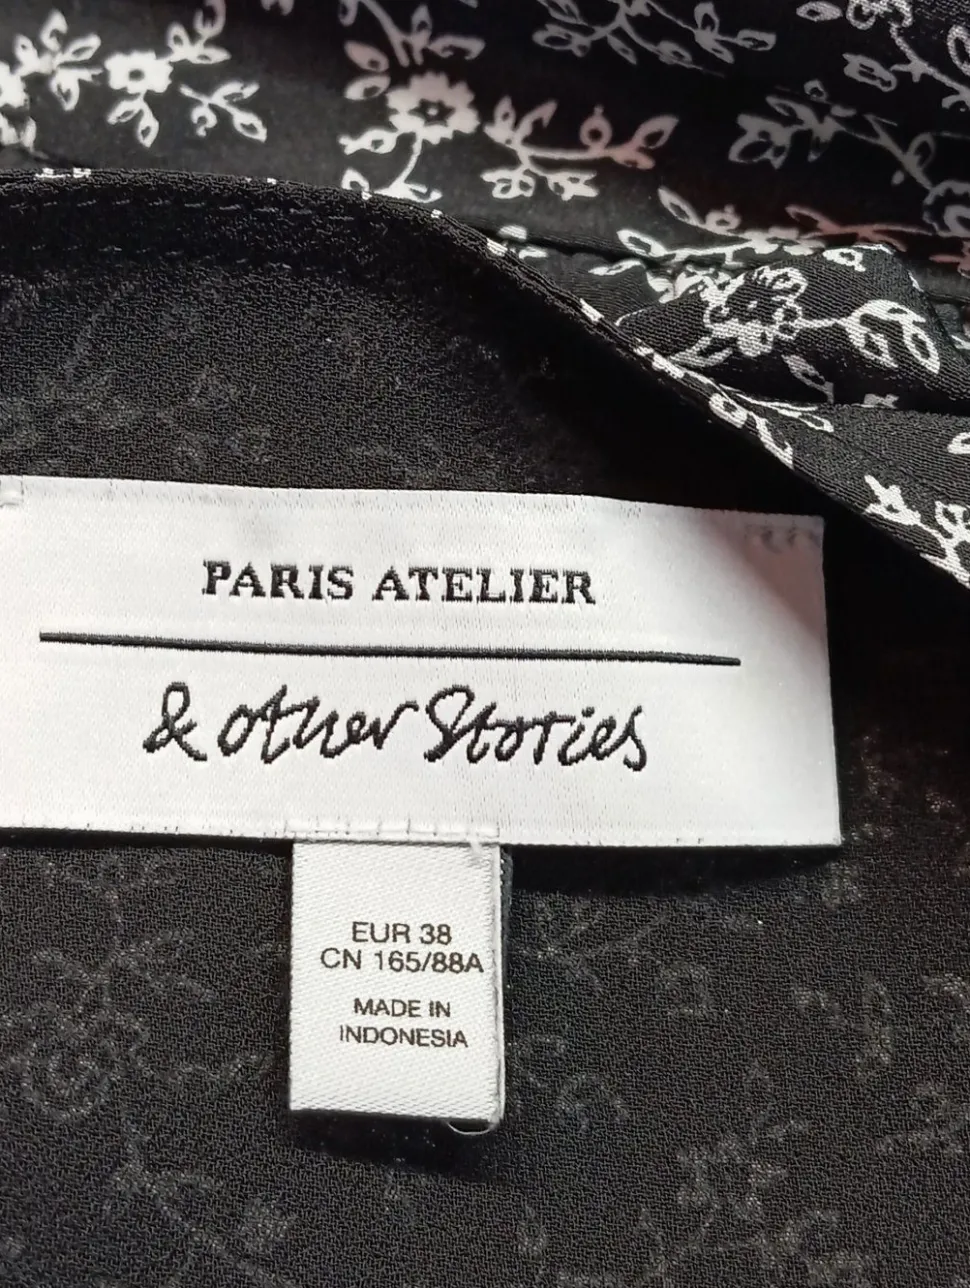 PARIS ATELIER
& other Stories
EUR 38
CN 165/88A
MADE IN
INDONESIA